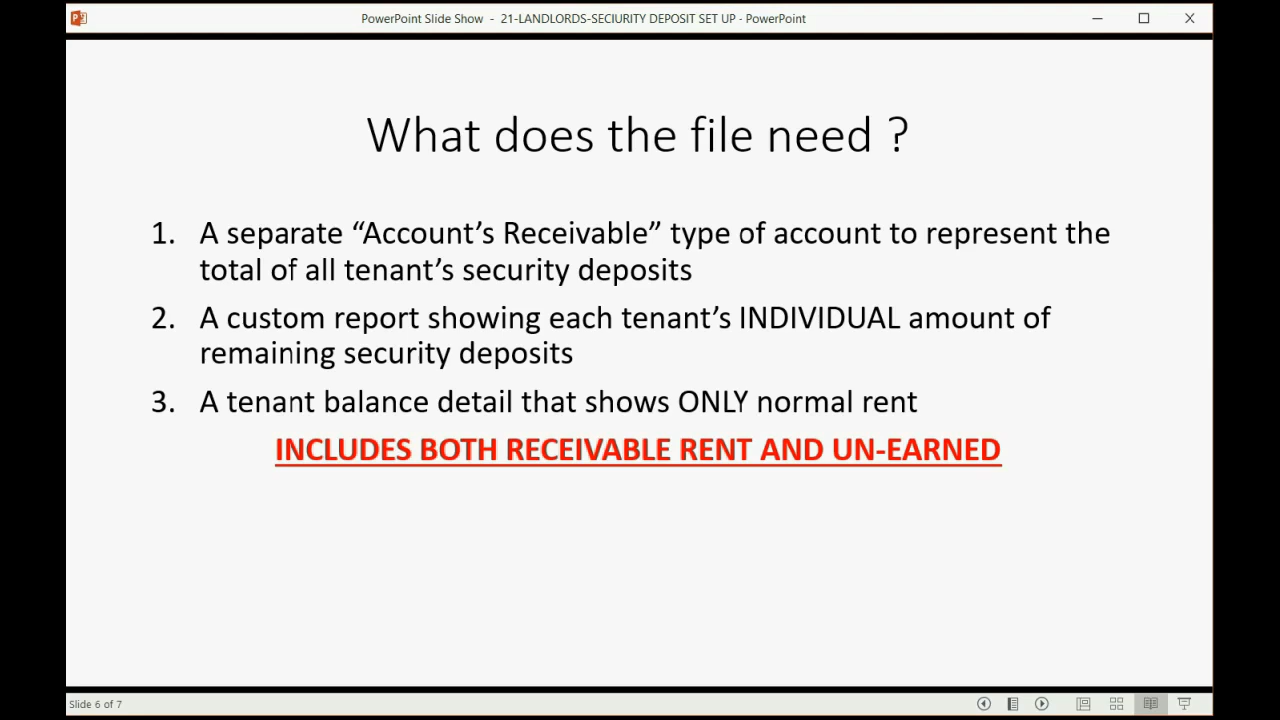 PowerPoint Slide Show - 21-LANDLORDS-SECIURITY DEPOSIT SET UP - PowerPoint
What does the file need ?
1. A separate “Account’s Receivable” type of account to represent the
total of all tenant’s security deposits
2. A custom report showing each tenant’s INDIVIDUAL amount of
remaining security deposits
3. A tenant balance detail that shows ONLY normal rent
INCLUDES BOTH RECEIVABLE RENT AND UN-EARNED
Slide 6 of 7